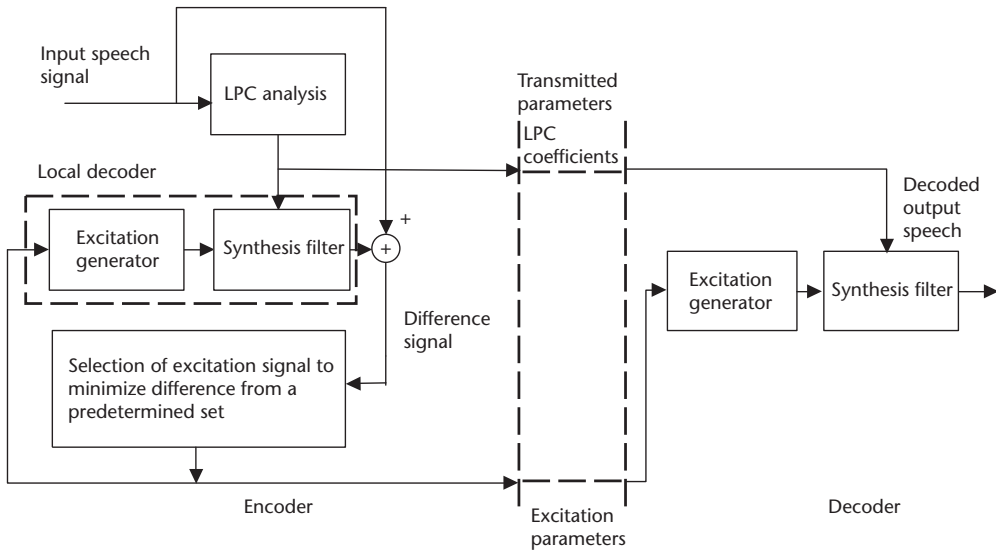 Input speech
signal
LPC analysis
Transmitted
parameters
LPC
coefficients
Local decoder
Excitation
generator
Synthesis filter
+
+
Decoded
output
speech
Excitation
generator
Synthesis filter
Difference
signal
Selection of excitation signal to
minimize difference from a
predetermined set
Encoder
Excitation
parameters
Decoder